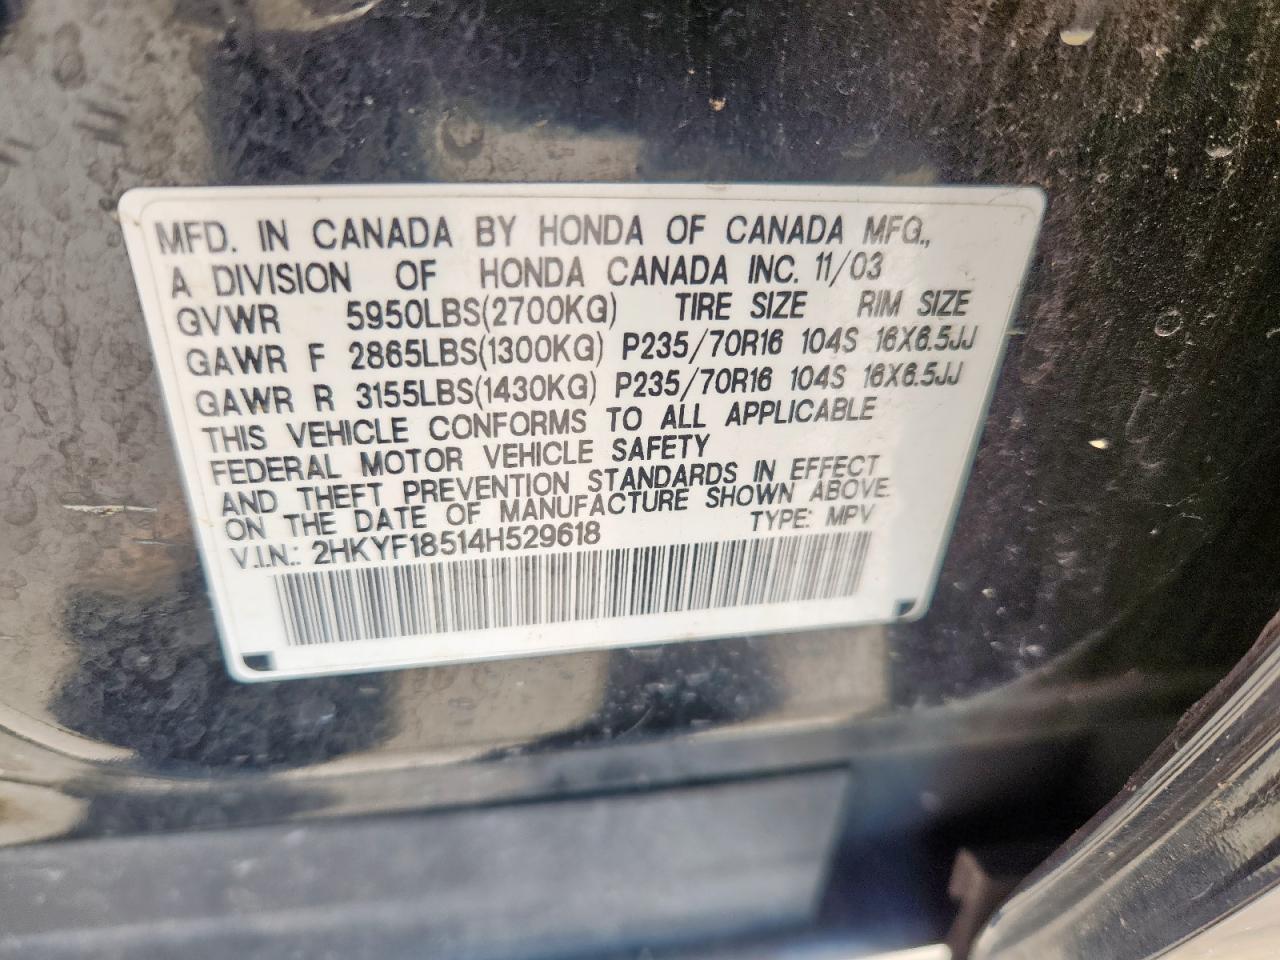 MFD. IN CANADA BY HONDA OF CANADA MFG.,
A DIVISION OF HONDA CANADA INC. 11/03
GVWR 5950LBS(2700KG) TIRE SIZE RIM SIZE
GAWR F 2865LBS(1300KG) P235/70R16 104S 16X6.5JJ
GAWR R 3155LBS(1430KG) P235/70R16 104S 16X6.5JJ
THIS VEHICLE CONFORMS TO ALL APPLICABLE
FEDERAL MOTOR VEHICLE SAFETY
AND THEFT PREVENTION STANDARDS IN EFFECT
ON THE DATE OF MANUFACTURE SHOWN ABOVE.
V.I.N.: 2HKYF18514H529618 TYPE: MPV